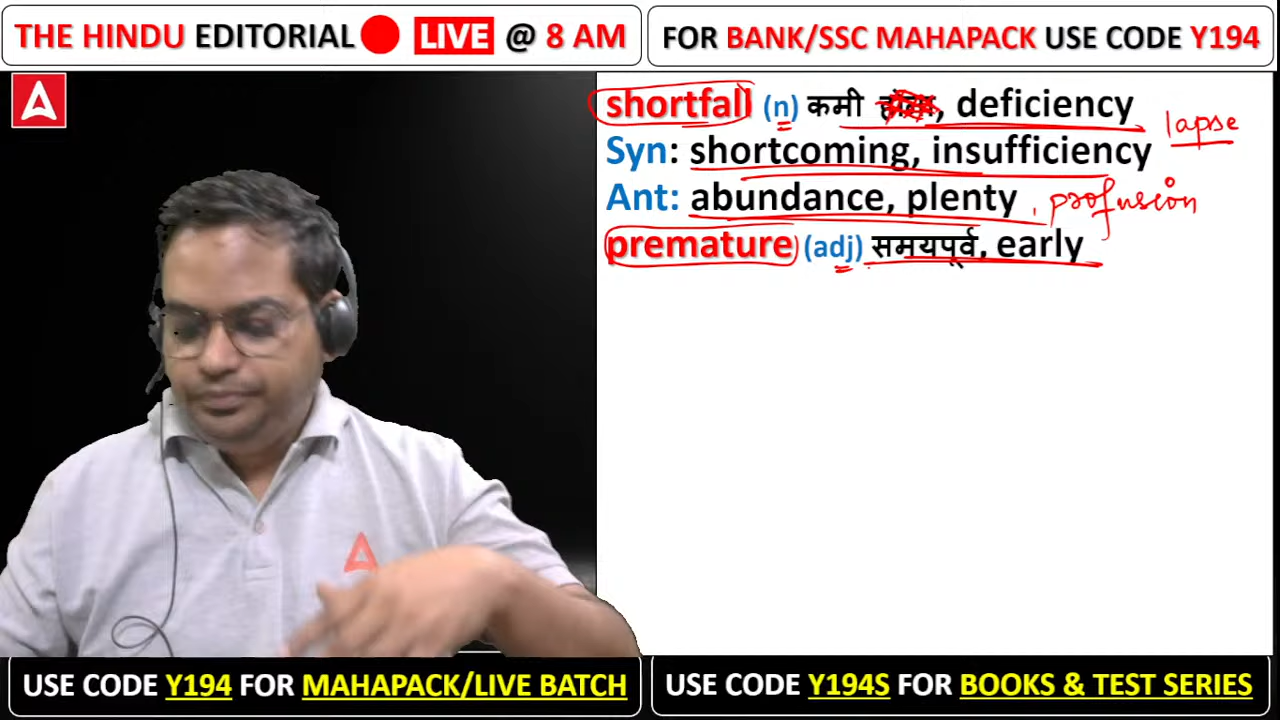 THE HINDU EDITORIAL LIVE @ 8 AM
FOR BANK/SSC MAHAPACK USE CODE Y194
shortfall (n) कमी , deficiency
lapse
Syn: shortcoming, insufficiency
Ant: abundance, plenty , profusion
premature (adj) समयपूर्व, early
USE CODE Y194 FOR MAHAPACK/LIVE BATCH
USE CODE Y194S FOR BOOKS & TEST SERIES